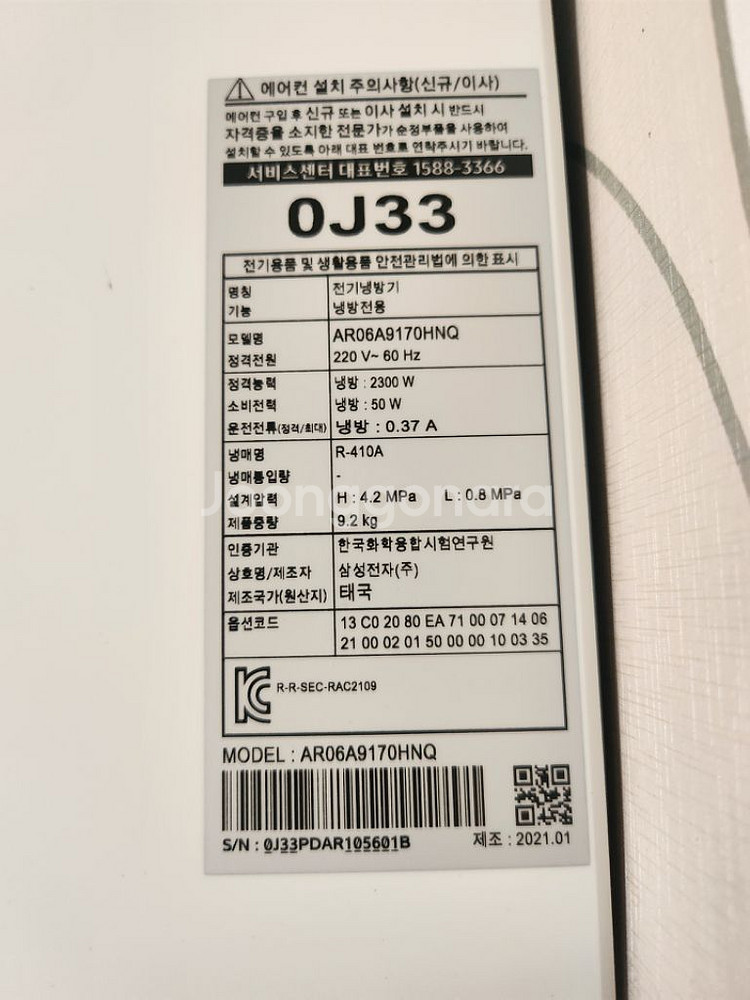 에어컨 설치 주의사항(신규/이사)
에어컨 구입 후 신규 또는 이사 설치 시 반드시
자격증을 소지한 전문가가 순정부품을 사용하여
설치할 수 있도록 아래 대표 번호로 연락주시기 바랍니다.
서비스센터 대표번호 1588-3366
0J33
전기용품 및 생활용품 안전관리법에 의한 표시
명칭 전기냉방기
기능 냉방전용
모델명 AR06A9170HNQ
정격전원 220 V~ 60 Hz
정격능력 냉방 : 2300 W
소비전력 냉방 : 50 W
운전전류(정격/최대) 냉방 : 0.37 A
냉매명 R-410A
냉매봉입량 -
설계압력 H : 4.2 MPa L : 0.8 MPa
제품중량 9.2 kg
인증기관 한국화학융합시험연구원
상호명/제조자 삼성전자(주)
제조국가(원산지) 태국
옵션코드 13 C0 20 80 EA 71 00 07 14 06
21 00 02 01 50 00 00 10 03 35
R-R-SEC-RAC2109
MODEL : AR06A9170HNQ
S/N : 0J33PDAR105601B 제조 : 2021.01
Joonggonara